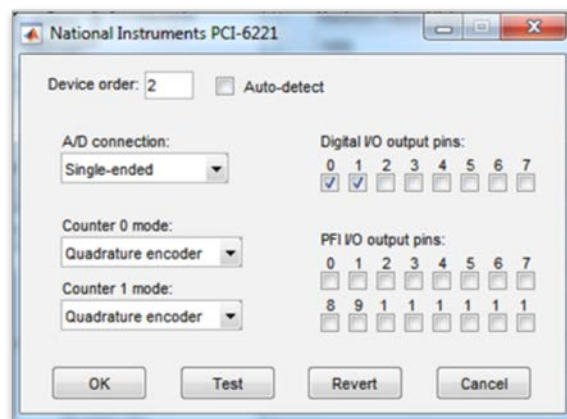 National Instruments PCI-6221
Device order: 2 Auto-detect
A/D connection:
Single-ended
Digital I/O output pins:
0 1 2 3 4 5 6 7
Counter 0 mode:
Quadrature encoder
Counter 1 mode:
Quadrature encoder
PFI I/O output pins:
0 1 2 3 4 5 6 7
8 9 1 1 1 1 1 1
OK Test Revert Cancel